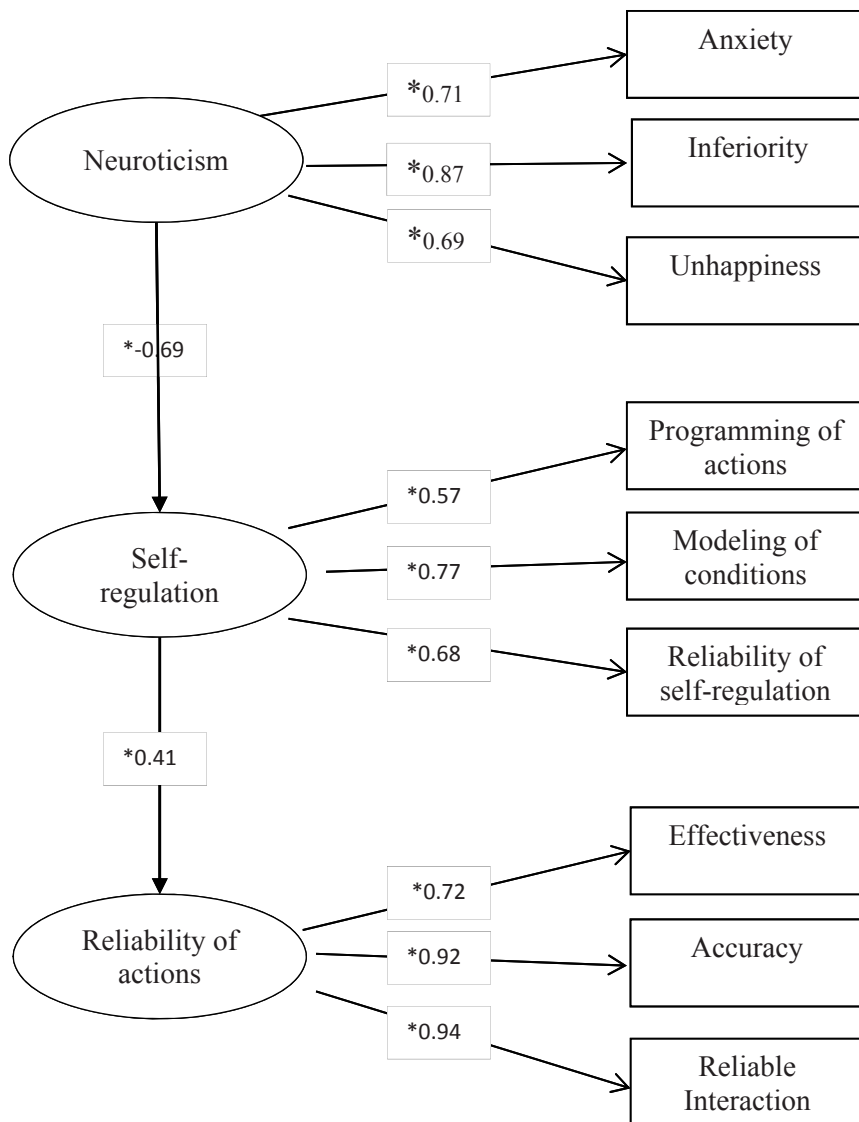 Anxiety
*0.71
Neuroticism
Inferiority
*0.87
*0.69
Unhappiness
*-0.69
Programming of
actions
*0.57
Self-
regulation
Modeling of
conditions
*0.77
*0.68
Reliability of
self-regulation
*0.41
Effectiveness
*0.72
Reliability of
actions
Accuracy
*0.92
*0.94
Reliable
Interaction